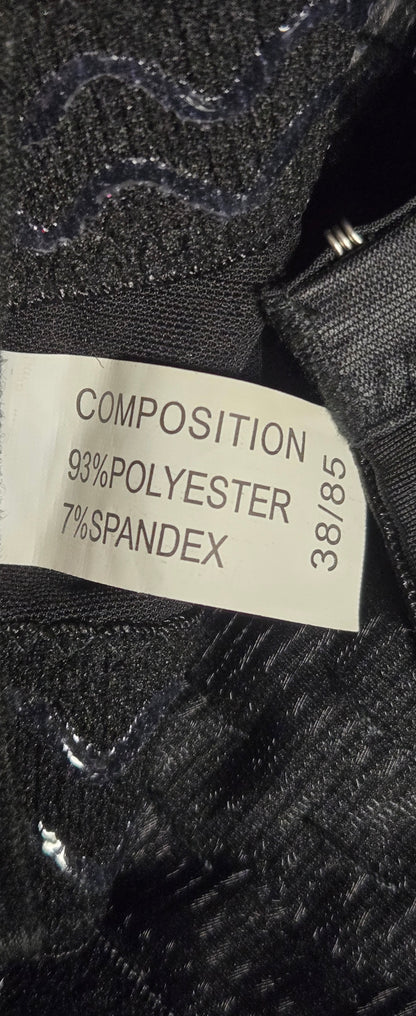 COMPOSITION
93%POLYESTER
7%SPANDEX
38/85